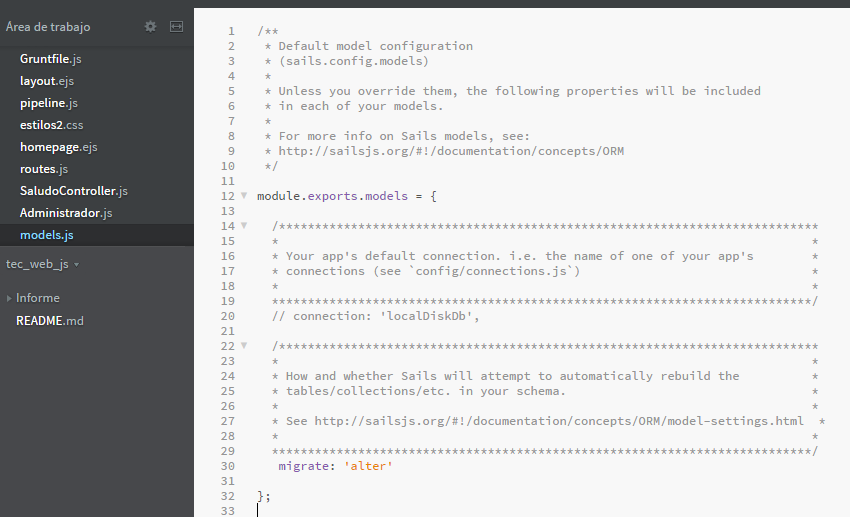 Área de trabajo
Gruntfile.js
layout.ejs
pipeline.js
estilos2.css
homepage.ejs
routes.js
SaludoController.js
Administrador.js
models.js
tec_web_js
Informe
README.md
1 /**
2 * Default model configuration
3 * (sails.config.models)
4 *
5 * Unless you override them, the following properties will be included
6 * in each of your models.
7 *
8 * For more info on Sails models, see:
9 * http://sailsjs.org/#!/documentation/concepts/ORM
10 */
11
12 module.exports.models = {
13
14 /***************************************************************************
15 * *
16 * Your app's default connection. i.e. the name of one of your app's *
17 * connections (see `config/connections.js`) *
18 * *
19 ***************************************************************************/
20 // connection: 'localDiskDb',
21
22 /***************************************************************************
23 * *
24 * How and whether Sails will attempt to automatically rebuild the *
25 * tables/collections/etc. in your schema. *
26 * *
27 * See http://sailsjs.org/#!/documentation/concepts/ORM/model-settings.html *
28 * *
29 ***************************************************************************/
30 migrate: 'alter'
31
32 };
33